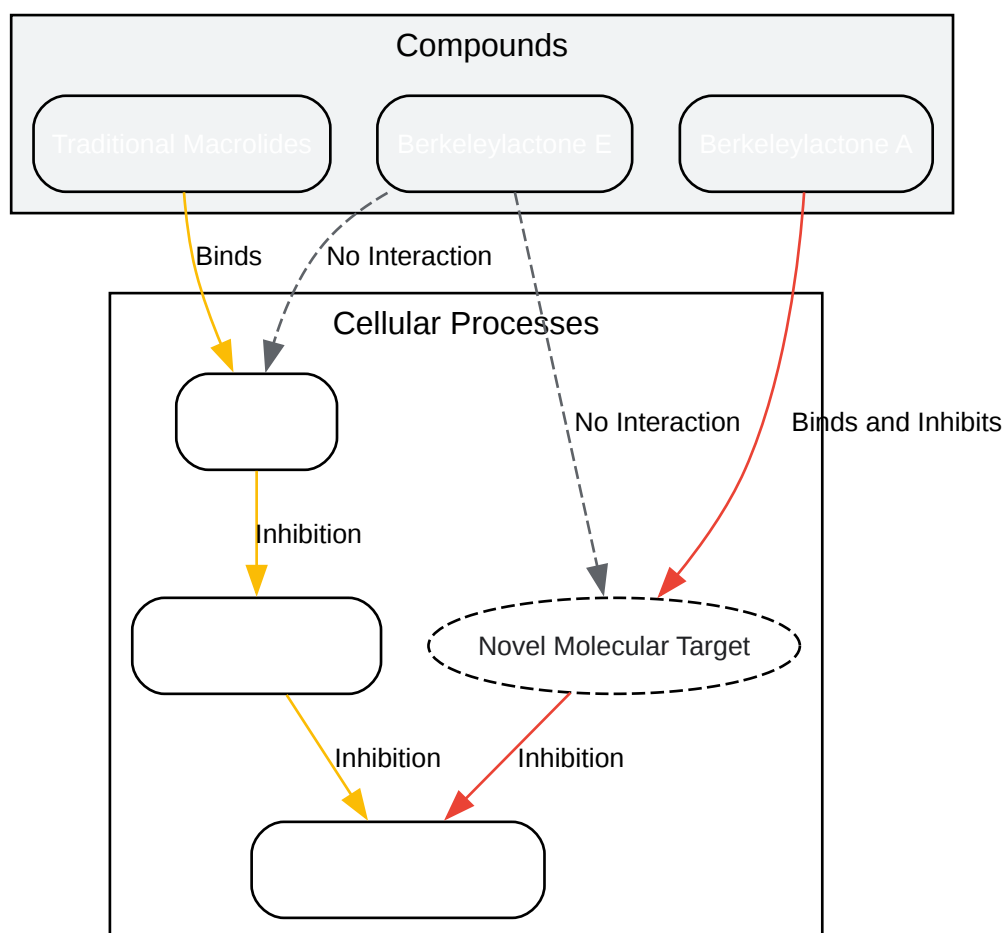 Compounds
Traditional Macrolides
Berkeleylactone E
Berkeleylactone A
Binds
No Interaction
Cellular Processes
No Interaction
Binds and Inhibits
Inhibition
Novel Molecular Target
Inhibition
Inhibition